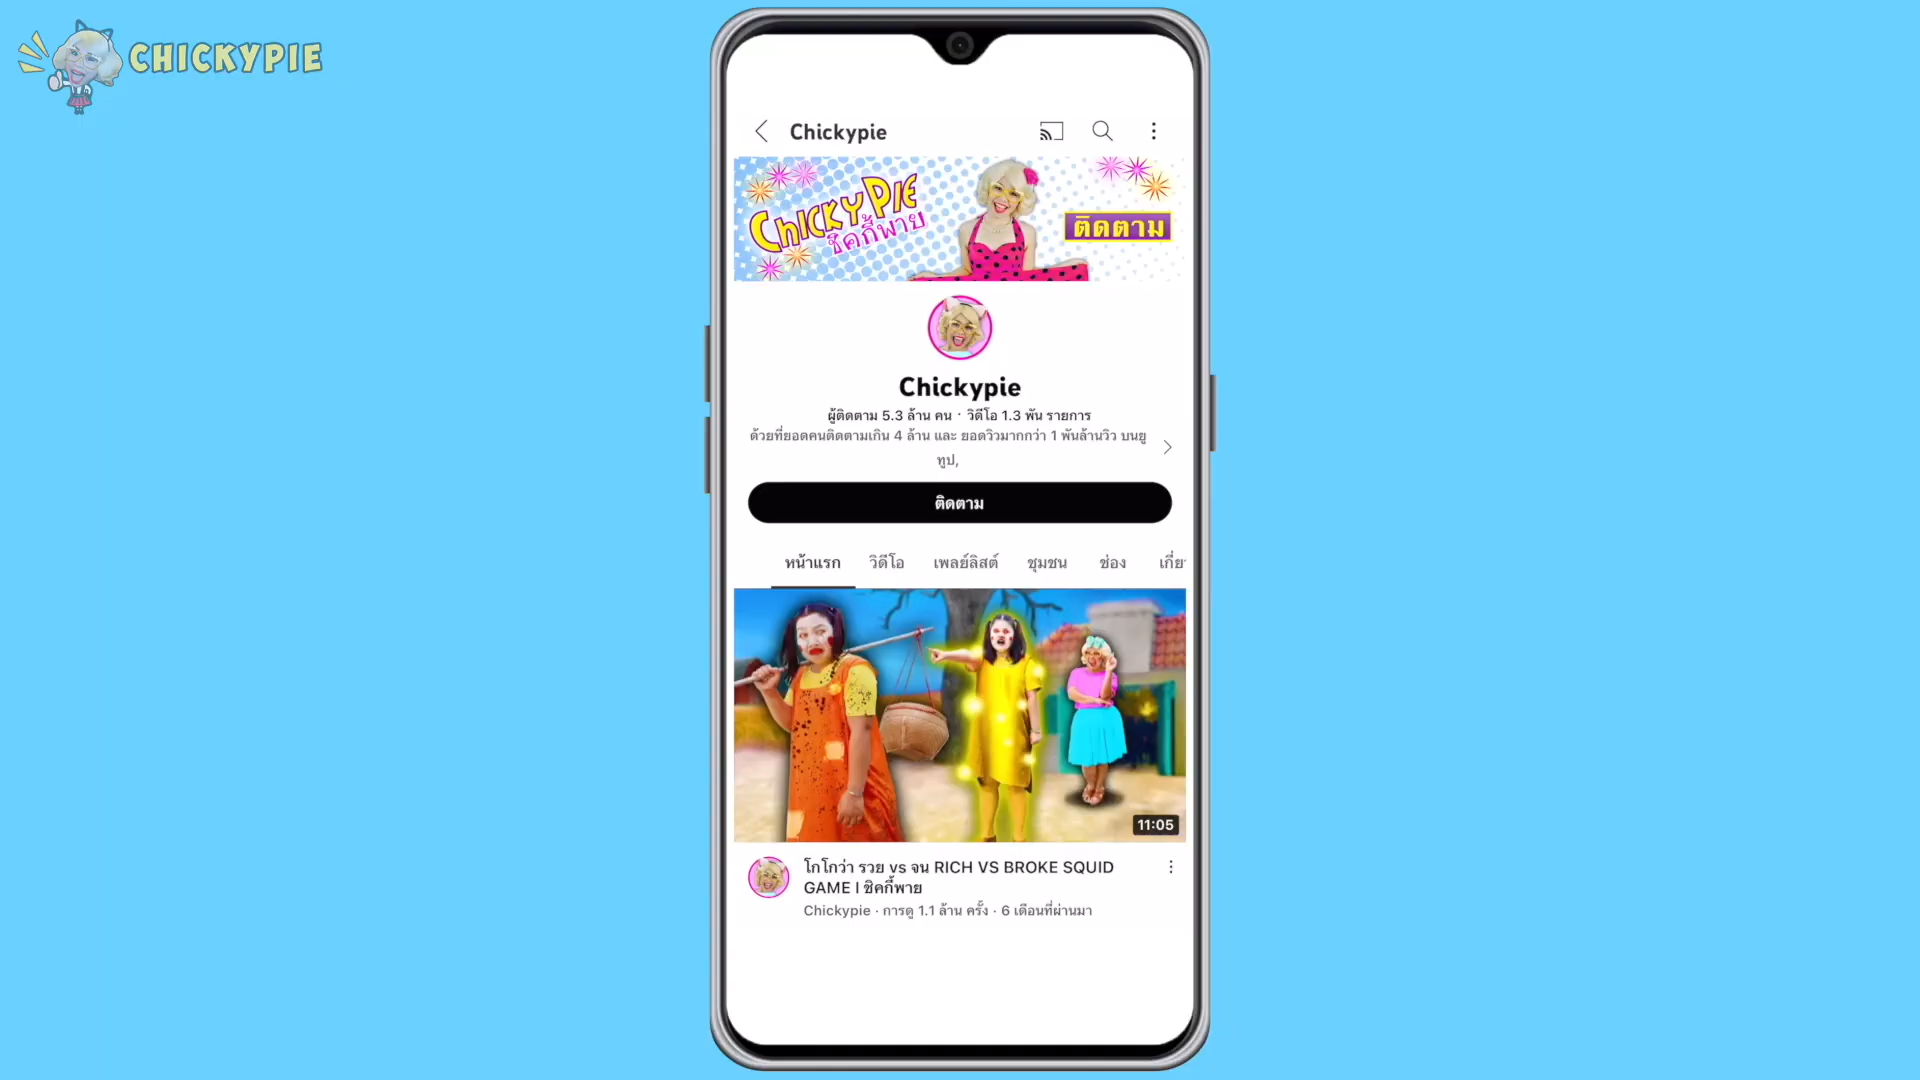 CHICKYPIE
Chickypie
CHICKYPIE
ชิคกี้พาย
ติดตาม
Chickypie
ผู้ติดตาม 5.3 ล้าน คน · วิดีโอ 1.3 พัน รายการ
ด้วยที่ยอดคนติดตามเกิน 4 ล้าน และ ยอดวิวมากกว่า 1 พันล้านวิว บนยู
ทูป,
ติดตาม
หน้าแรก วิดีโอ เพลย์ลิสต์ ชุมชน ช่อง เกี่ย
11:05
โกโกว่า รวย vs จน RICH VS BROKE SQUID
GAME I ชิคกี้พาย
Chickypie · การดู 1.1 ล้าน ครั้ง · 6 เดือนที่ผ่านมา